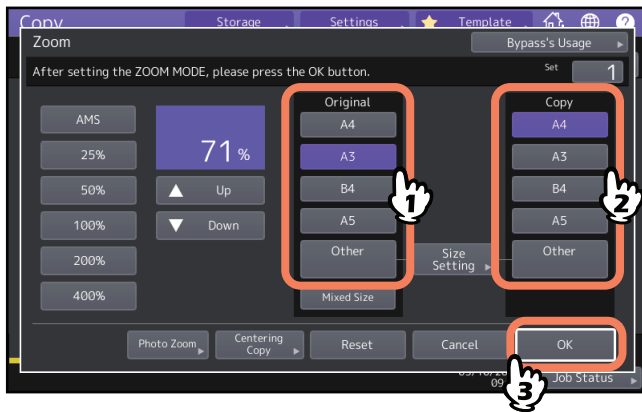 Copy Storage Settings Template
Zoom Bypass's Usage
After setting the ZOOM MODE, please press the OK button. Set 1
Original Copy
AMS A4 A4
25% 71 % A3 A3
50% Up B4 B4
100% Down A5 A5
200% Other Size Setting Other
400% Mixed Size
Photo Zoom Centering Copy Reset Cancel OK
09 Job Status
1
2
3